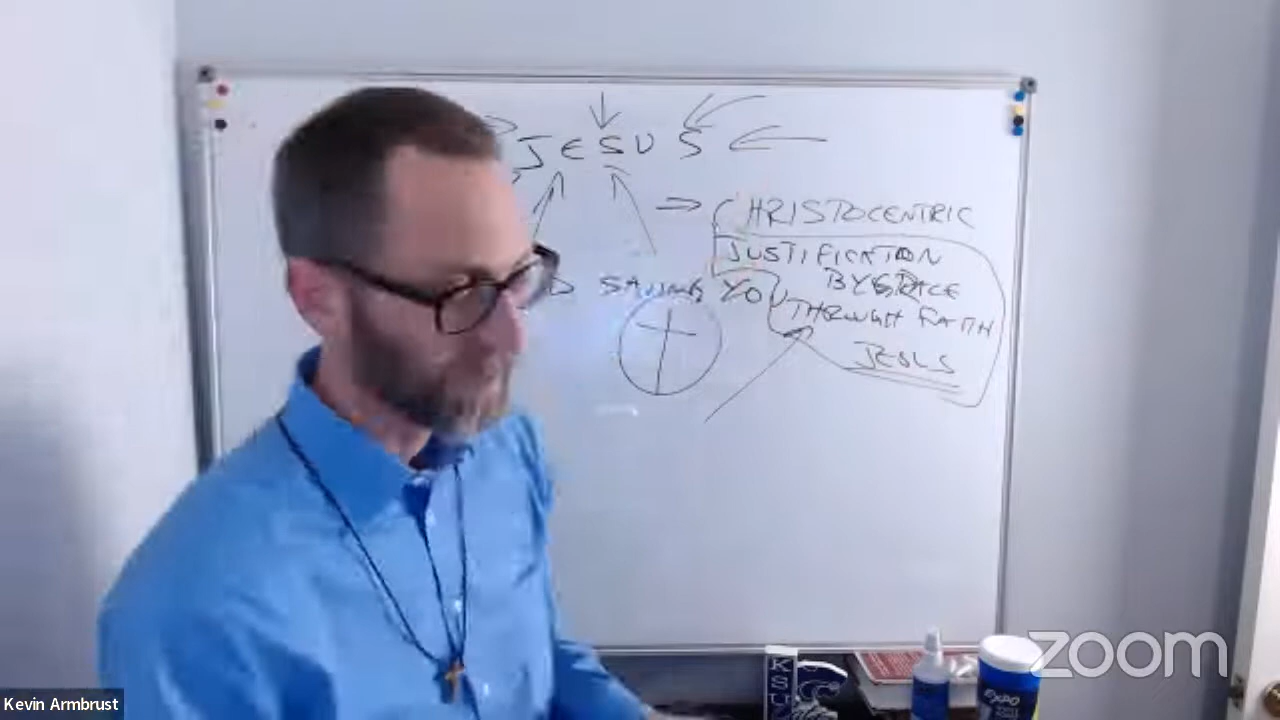 JESUS
CHRISTOCENTRIC
JUSTIFICATION
BY GRACE
SAVING YOU
THROUGH FAITH
JESUS
KSU
EXPO
zoom
Kevin Armbrust